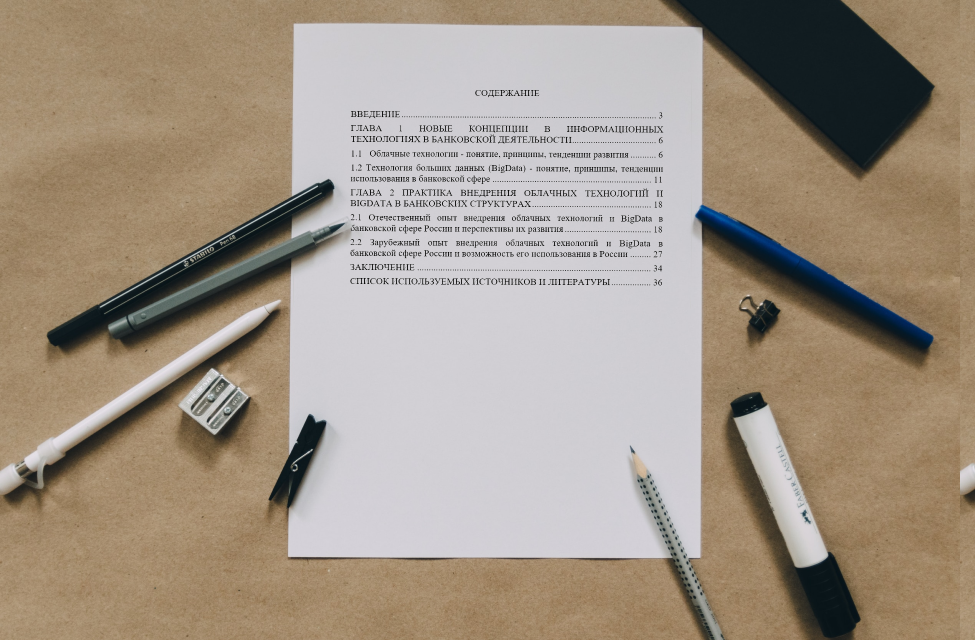 СОДЕРЖАНИЕ
ВВЕДЕНИЕ ........ 3
ГЛАВА 1 НОВЫЕ КОНЦЕПЦИИ В ИНФОРМАЦИОННЫХ
ТЕХНОЛОГИЯХ В БАНКОВСКОЙ ДЕЯТЕЛЬНОСТИ ........ 6
1.1 Облачные технологии - понятие, принципы, тенденции развития ........ 6
1.2 Технология больших данных (BigData) - понятие, принципы, тенденции
использования в банковской сфере ........ 11
ГЛАВА 2 ПРАКТИКА ВНЕДРЕНИЯ ОБЛАЧНЫХ ТЕХНОЛОГИЙ И
BIGDATA В БАНКОВСКИХ СТРУКТУРАХ ........ 18
2.1 Отечественный опыт внедрения облачных технологий и BigData в
банковской сфере России и перспективы их развития ........ 18
2.2 Зарубежный опыт внедрения облачных технологий и BigData в
банковской сфере России и возможность его использования в России ........ 27
ЗАКЛЮЧЕНИЕ ........ 34
СПИСОК ИСПОЛЬЗУЕМЫХ ИСТОЧНИКОВ И ЛИТЕРАТУРЫ ........ 36
STABILO Pen 68
FABER-CASTELL